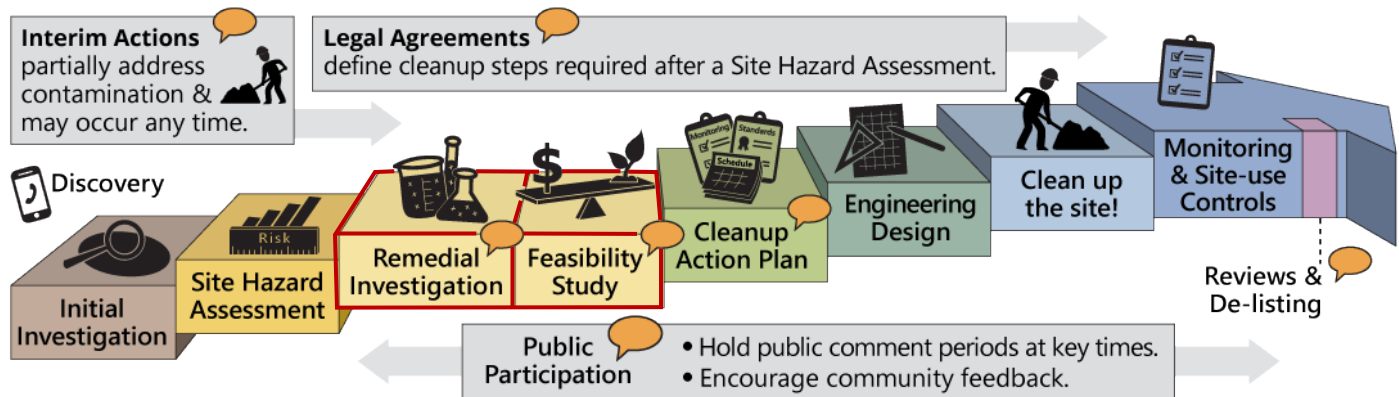 Interim Actions
partially address
contamination &
may occur any time.
Legal Agreements
define cleanup steps required after a Site Hazard Assessment.
Discovery
Initial
Investigation
Risk
Site Hazard
Assessment
Remedial
Investigation
$
Feasibility
Study
Monitoring
Standards
Schedule
Cleanup
Action Plan
Engineering
Design
Clean up
the site!
Monitoring
& Site-use
Controls
Reviews &
De-listing
Public
Participation
• Hold public comment periods at key times.
• Encourage community feedback.